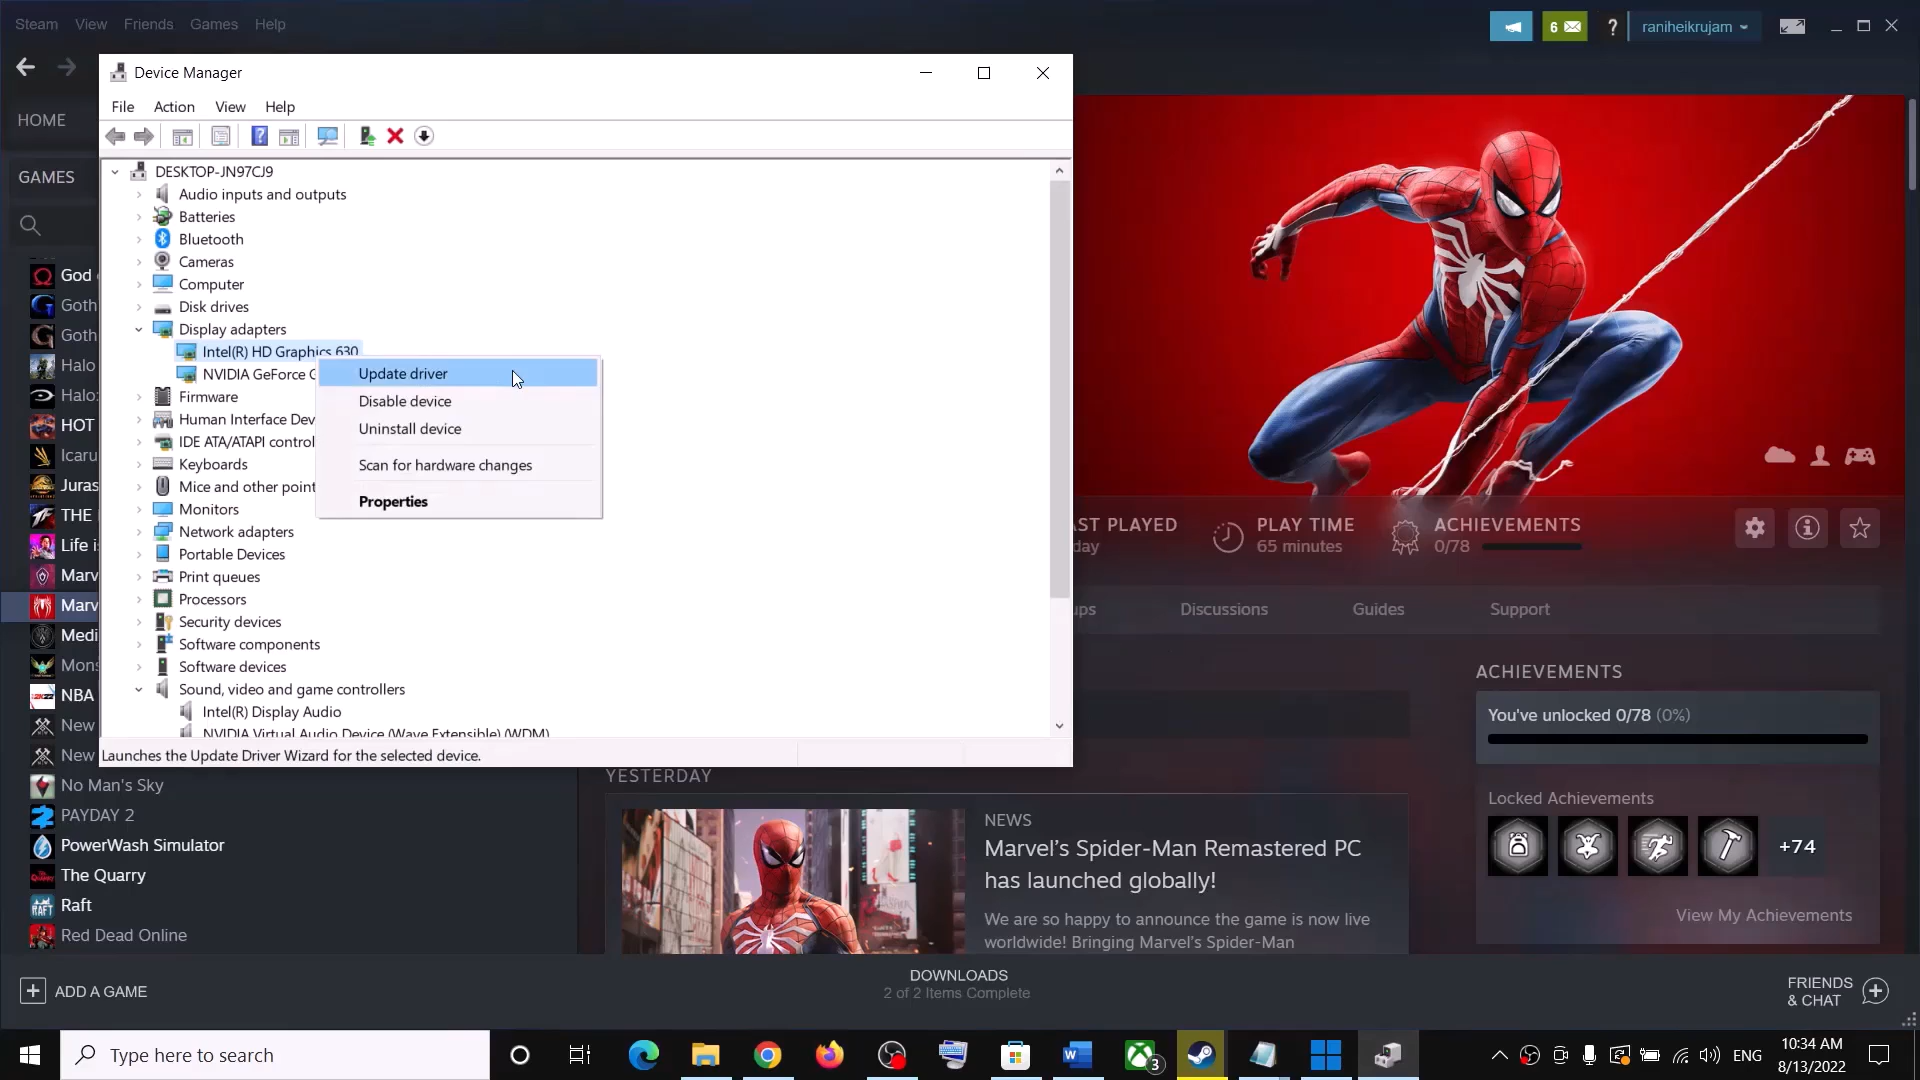 Steam View Friends Games Help
6
?
raniheikrujam
Device Manager
File Action View Help
HOME
GAMES
DESKTOP-JN97CJ9
Audio inputs and outputs
Batteries
Bluetooth
Cameras
Computer
Disk drives
Display adapters
Intel(R) HD Graphics 630
NVIDIA GeForce G
Firmware
Human Interface Dev
IDE ATA/ATAPI control
Keyboards
Mice and other point
Monitors
Network adapters
Portable Devices
Print queues
Processors
Security devices
Software components
Software devices
Sound, video and game controllers
Intel(R) Display Audio
NVIDIA Virtual Audio Device (Wave Extensible) (WDM)
Launches the Update Driver Wizard for the selected device.
Update driver
Disable device
Uninstall device
Scan for hardware changes
Properties
God
Goth
Goth
Halo
Halo:
HOT
Icaru
Juras
THE
Life i
Marv
Marv
Medi
Mons
NBA
New
New
No Man's Sky
PAYDAY 2
PowerWash Simulator
The Quarry
Raft
Red Dead Online
AST PLAYED
day
PLAY TIME
65 minutes
ACHIEVEMENTS
0/78
ups Discussions Guides Support
ACHIEVEMENTS
You've unlocked 0/78 (0%)
Locked Achievements
+74
View My Achievements
YESTERDAY
NEWS
Marvel's Spider-Man Remastered PC
has launched globally!
We are so happy to announce the game is now live
worldwide! Bringing Marvel's Spider-Man
ADD A GAME
DOWNLOADS
2 of 2 Items Complete
FRIENDS
& CHAT
Type here to search
3
ENG
10:34 AM
8/13/2022